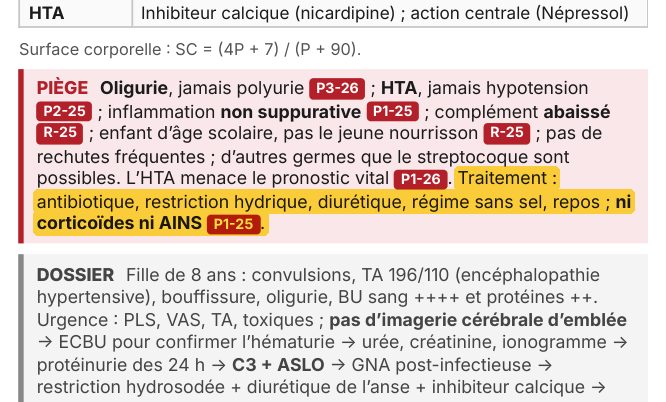 HTA Inhibiteur calcique (nicardipine) ; action centrale (Népressol)
Surface corporelle : SC = (4P + 7) / (P + 90).
PIÈGE Oligurie, jamais polyurie P3-26 ; HTA, jamais hypotension
P2-25 ; inflammation non suppurative P1-25 ; complément abaissé
R-25 ; enfant d’âge scolaire, pas le jeune nourrisson R-25 ; pas de
rechutes fréquentes ; d’autres germes que le streptocoque sont
possibles. L’HTA menace le pronostic vital P1-26. Traitement :
antibiotique, restriction hydrique, diurétique, régime sans sel, repos ; ni
corticoïdes ni AINS P1-25.
DOSSIER Fille de 8 ans : convulsions, TA 196/110 (encéphalopathie
hypertensive), bouffissure, oligurie, BU sang ++++ et protéines ++.
Urgence : PLS, VAS, TA, toxiques ; pas d’imagerie cérébrale d’emblée
→ ECBU pour confirmer l’hématurie → urée, créatinine, ionogramme →
protéinurie des 24 h → C3 + ASLO → GNA post-infectieuse →
restriction hydrosodée + diurétique de l’anse + inhibiteur calcique →